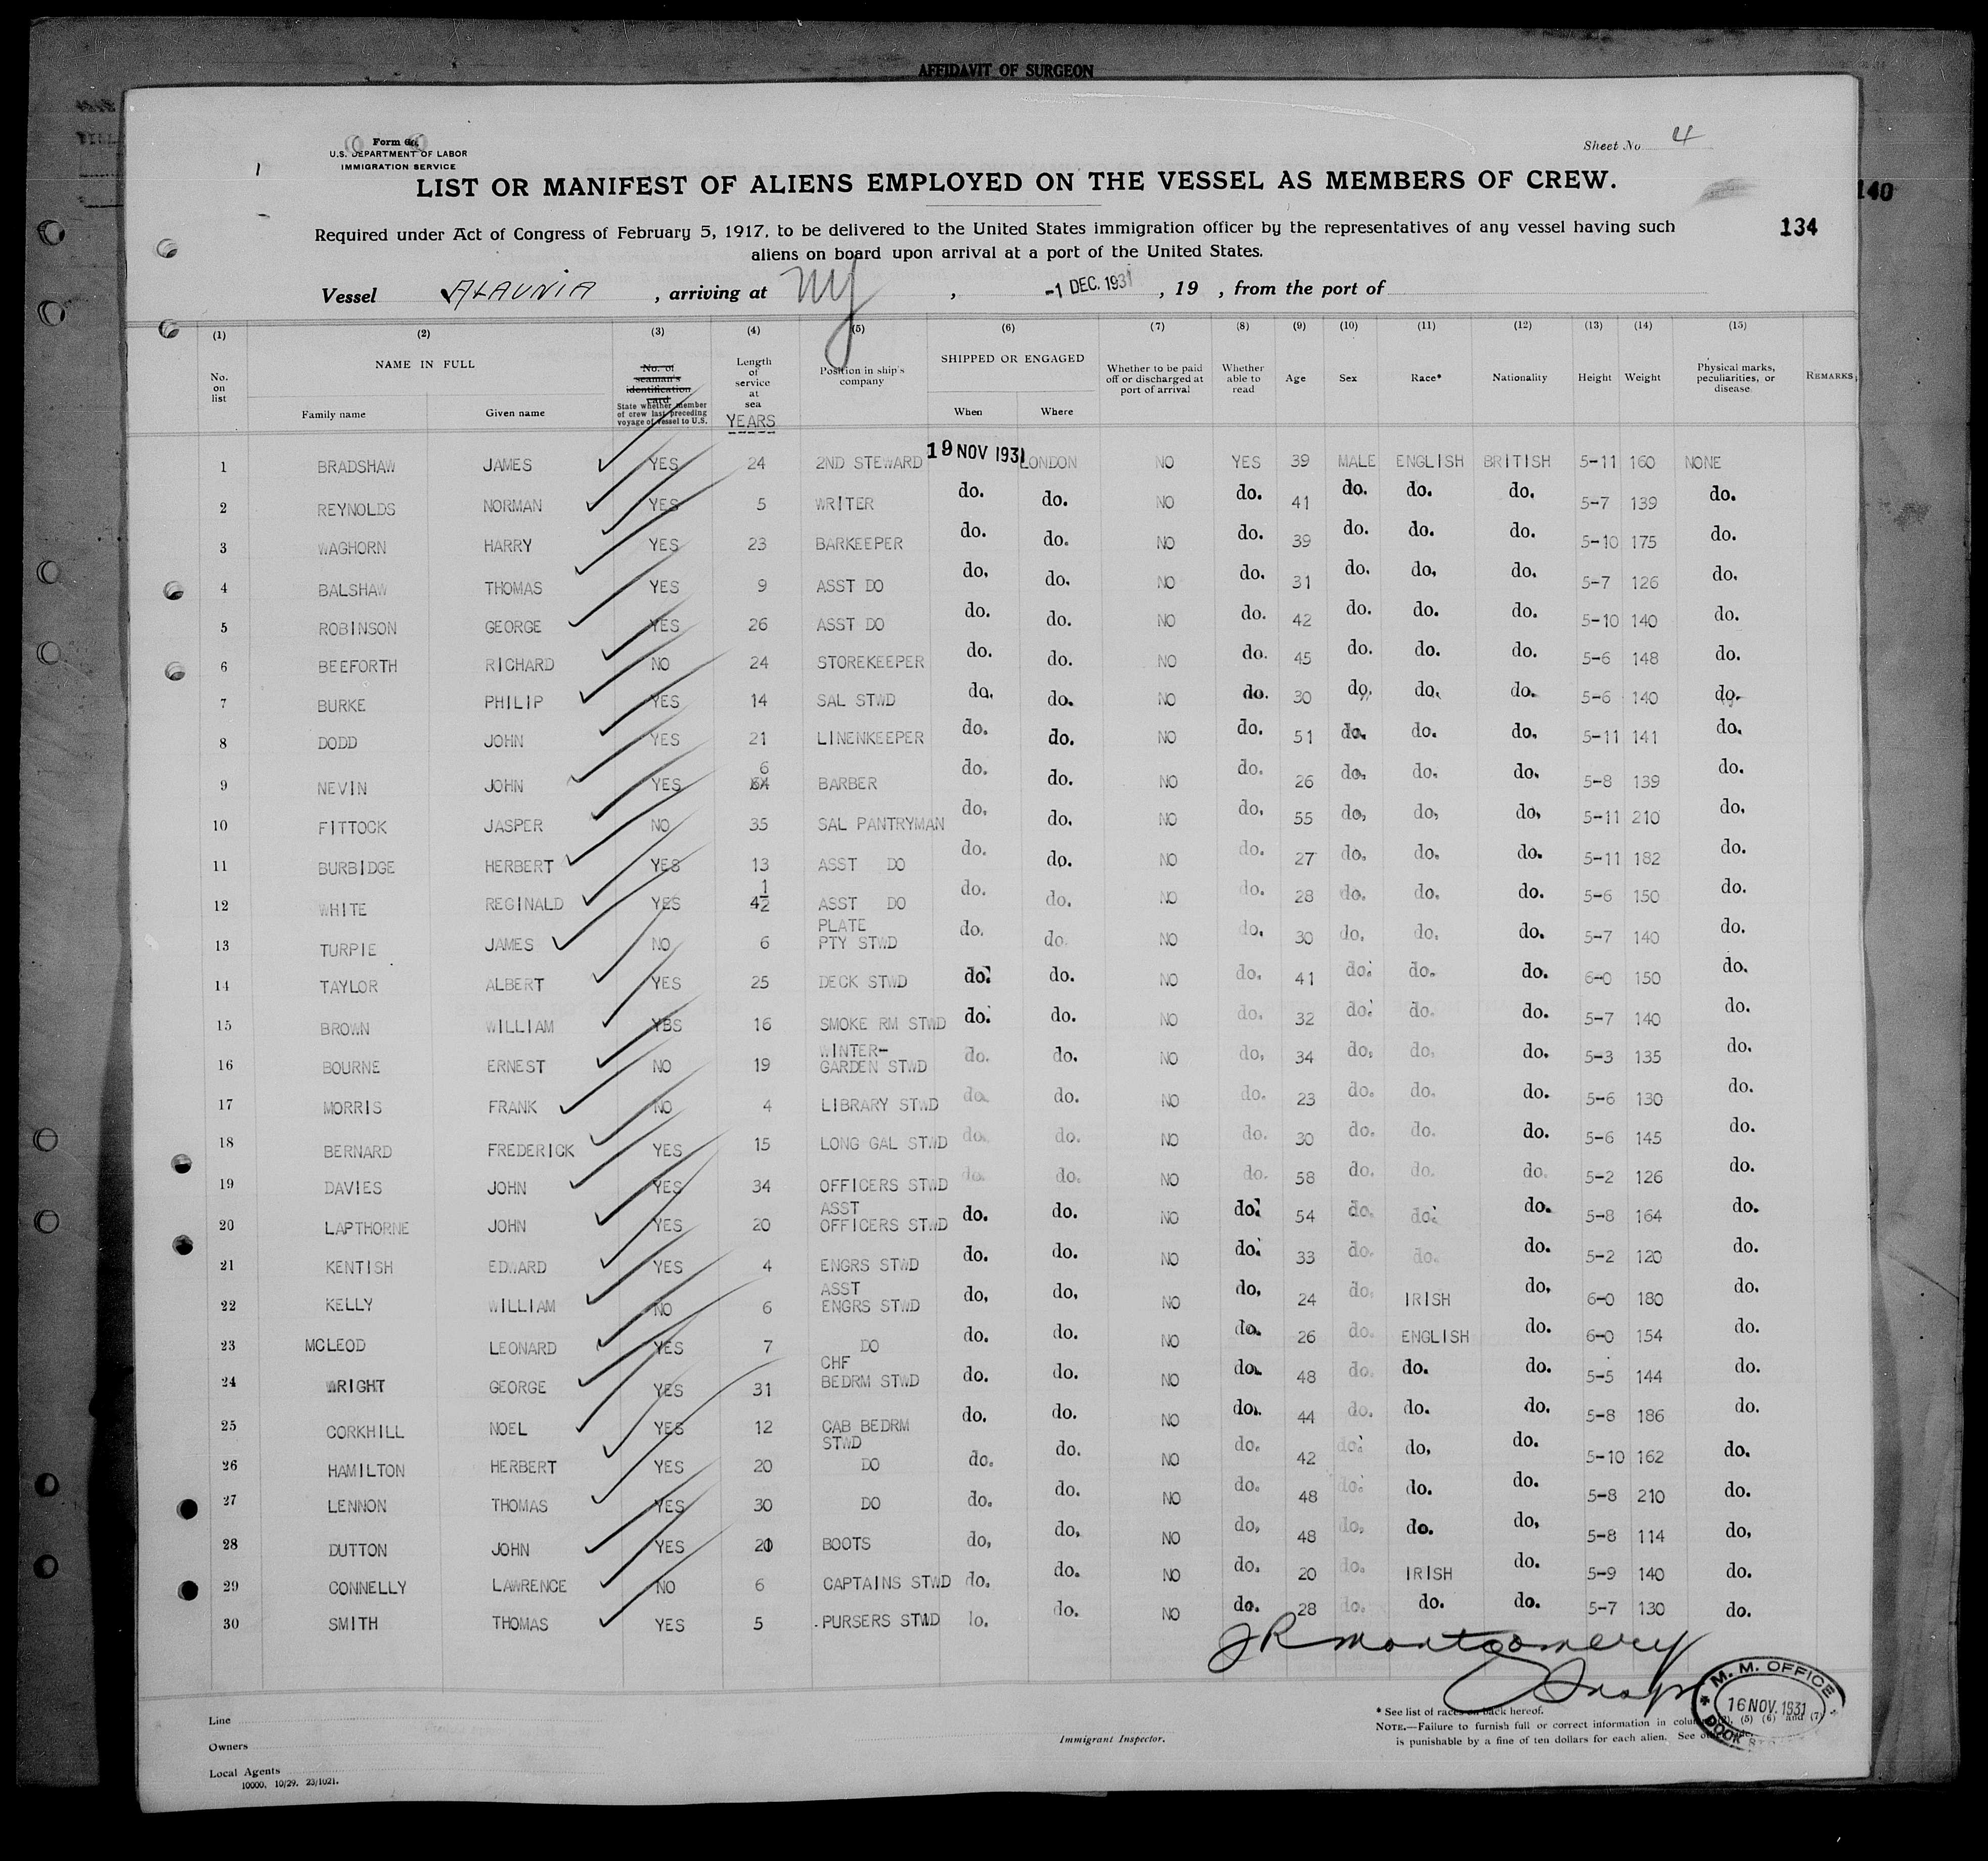 AFFIDAVIT OF SURGEON
Form
U.S. DEPARTMENT OF LABOR
IMMIGRATION SERVICE
Sheet No 4
1
LIST OR MANIFEST OF ALIENS EMPLOYED ON THE VESSEL AS MEMBERS OF CREW.
140
134
Required under Act of Congress of February 5, 1917, to be delivered to the United States immigration officer by the representatives of any vessel having such
aliens on board upon arrival at a port of the United States.
Vessel ALAUNIA , arriving at NY , -1 DEC. 1931 , 19 , from the port of
(1) (2) (3) (4) (5) (6) (7) (8) (9) (10) (11) (12) (13) (14) (15)
No. on list
NAME IN FULL
Family name Given name
No. of seaman's identification card
State whether member of crew last preceding voyage of vessel to U.S.
Length of service at sea
YEARS
Position in ship's company
SHIPPED OR ENGAGED
When Where
Whether to be paid off or discharged at port of arrival
Whether able to read
Age Sex Race* Nationality Height Weight
Physical marks, peculiarities, or disease
REMARKS
1 BRADSHAW JAMES YES 24 2ND STEWARD 19 NOV 1931 LONDON NO YES 39 MALE ENGLISH BRITISH 5-11 160 NONE
2 REYNOLDS NORMAN YES 5 WRITER do. do. NO do. 41 do. do. do. 5-7 139 do.
3 WAGHORN HARRY YES 23 BARKEEPER do. do. NO do. 39 do. do. do. 5-10 175 do.
4 BALSHAW THOMAS YES 9 ASST DO do. do. NO do. 31 do. do. do. 5-7 126 do.
5 ROBINSON GEORGE YES 26 ASST DO do. do. NO do. 42 do. do. do. 5-10 140 do.
6 BEEFORTH RICHARD NO 24 STOREKEEPER do. do. NO do. 45 do. do. do. 5-6 148 do.
7 BURKE PHILIP YES 14 SAL STWD do. do. NO do. 30 do. do. do. 5-6 140 do.
8 DODD JOHN YES 21 LINENKEEPER do. do. NO do. 51 do. do. do. 5-11 141 do.
9 NEVIN JOHN YES 6 64 BARBER do. do. NO do. 26 do. do. do. 5-8 139 do.
10 FITTOCK JASPER NO 35 SAL PANTRYMAN do. do. NO do. 55 do. do. do. 5-11 210 do.
11 BURBIDGE HERBERT YES 13 ASST DO do. do. NO do. 27 do. do. do. 5-11 182 do.
12 WHITE REGINALD YES 4½ ASST DO do. do. NO do. 28 do. do. do. 5-6 150 do.
13 TURPIE JAMES NO 6 PLATE PTY STWD do. do. NO do. 30 do. do. do. 5-7 140 do.
14 TAYLOR ALBERT YES 25 DECK STWD do. do. NO do. 41 do. do. do. 6-0 150 do.
15 BROWN WILLIAM YBS 16 SMOKE RM STWD do. do. NO do. 32 do. do. do. 5-7 140 do.
16 BOURNE ERNEST NO 19 WINTER-GARDEN STWD do. do. NO do. 34 do. do. do. 5-3 135 do.
17 MORRIS FRANK NO 4 LIBRARY STWD do. do. NO do. 23 do. do. do. 5-6 130 do.
18 BERNARD FREDERICK YES 15 LONG GAL STWD do. do. NO do. 30 do. do. do. 5-6 145 do.
19 DAVIES JOHN YES 34 OFFICERS STWD do. do. NO do. 58 do. do. do. 5-2 126 do.
20 LAPTHORNE JOHN YES 20 ASST OFFICERS STWD do. do. NO do. 54 do. do. do. 5-8 164 do.
21 KENTISH EDWARD YES 4 ENGRS STWD do. do. NO do. 33 do. do. do. 5-2 120 do.
22 KELLY WILLIAM NO 6 ASST ENGRS STWD do. do. NO do. 24 do. IRISH do. 6-0 180 do.
23 MCLEOD LEONARD YES 7 DO do. do. NO do. 26 do. ENGLISH do. 6-0 154 do.
24 WRIGHT GEORGE YES 31 CHF BEDRM STWD do. do. NO do. 48 do. do. do. 5-5 144 do.
25 CORKHILL NOEL YES 12 CAB BEDRM STWD do. do. NO do. 44 do. do. do. 5-8 186 do.
26 HAMILTON HERBERT YES 20 DO do. do. NO do. 42 do. do. do. 5-10 162 do.
27 LENNON THOMAS YES 30 DO do. do. NO do. 48 do. do. do. 5-8 210 do.
28 DUTTON JOHN YES 20 BOOTS do. do. NO do. 48 do. do. do. 5-8 114 do.
29 CONNELLY LAWRENCE NO 6 CAPTAINS STWD do. do. NO do. 20 do. IRISH do. 5-9 140 do.
30 SMITH THOMAS YES 5 PURSERS STWD do. do. NO do. 28 do. do. do. 5-7 130 do.
JR Montgomery
Insp
M. M. OFFICE
16 NOV. 1931
DOCK
Line
Owners
Local Agents
10000. 10/29. 23/1021.
Immigrant Inspector.
* See list of races on back hereof.
NOTE.—Failure to furnish full or correct information in (5) (6) and (7)
is punishable by a fine of ten dollars for each alien. See